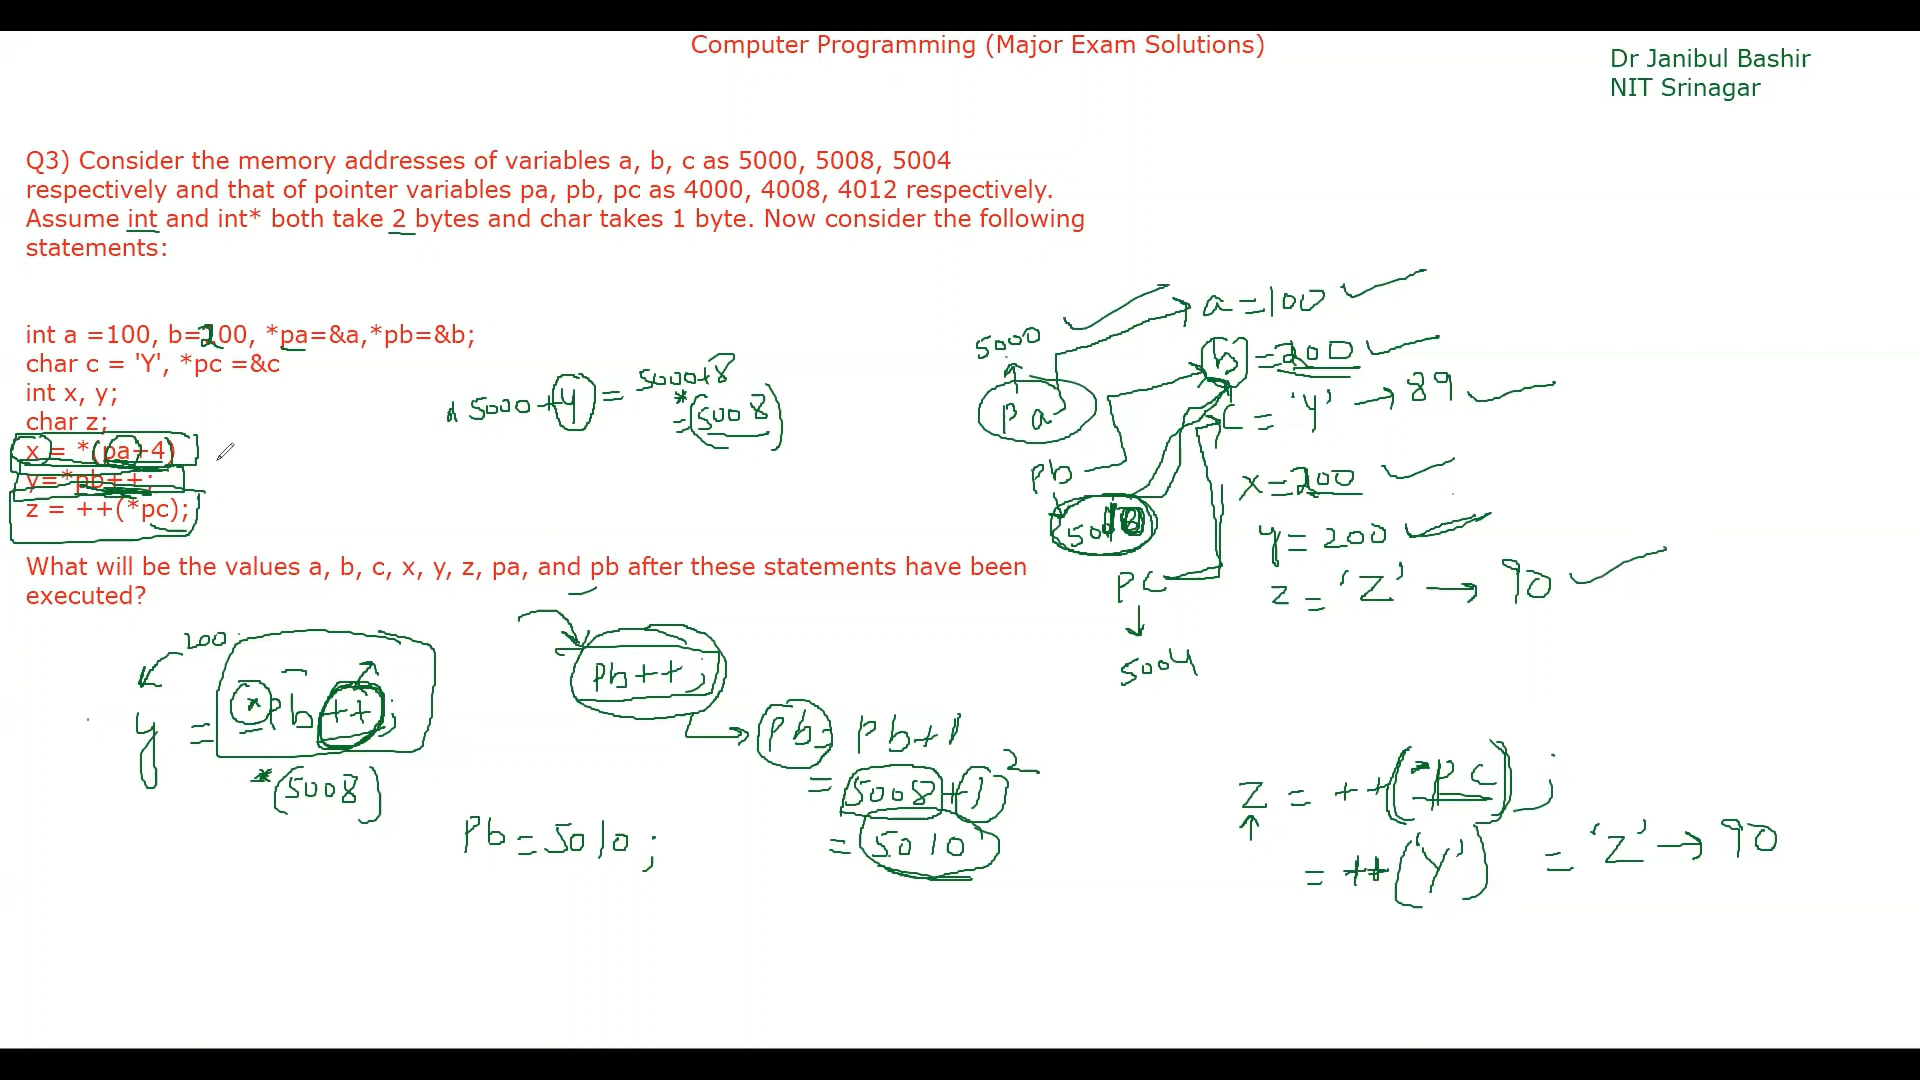 Computer Programming (Major Exam Solutions)
Dr Janibul Bashir
NIT Srinagar
Q3) Consider the memory addresses of variables a, b, c as 5000, 5008, 5004
respectively and that of pointer variables pa, pb, pc as 4000, 4008, 4012 respectively.
Assume int and int* both take 2 bytes and char takes 1 byte. Now consider the following
statements:
int a =100, b=200, *pa=&a,*pb=&b;
char c = 'Y', *pc =&c
int x, y;
char z;
x = *(pa+4)
y=*pb++;
z = ++(*pc);
What will be the values a, b, c, x, y, z, pa, and pb after these statements have been
executed?
5000+4 = 5000+8
= *(5008)
5000
a=100
pa
b = 200
c = 'Y' → 89
pb
x=200
5010
y= 200
pc
z = 'Z' → 90
5004
200
y = *pb++;
*(5008)
pb++;
pb = pb+1
= 5008+1 2
= 5010
pb = 5010;
z = ++(*pc);
= ++('Y') = 'Z' → 90